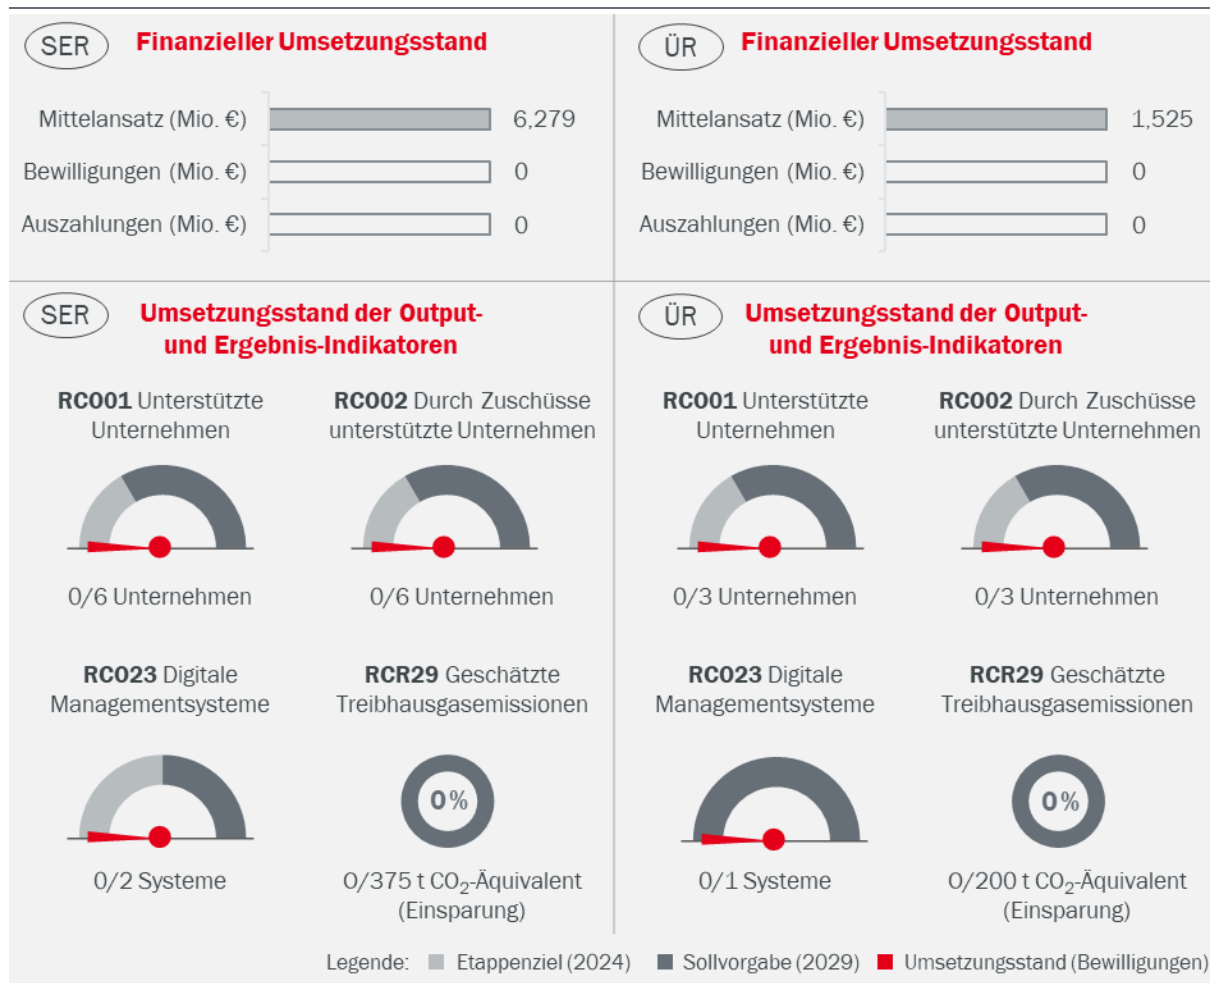 SER Finanzieller Umsetzungsstand
Mittelansatz (Mio. €) 6,279
Bewilligungen (Mio. €) 0
Auszahlungen (Mio. €) 0
ÜR Finanzieller Umsetzungsstand
Mittelansatz (Mio. €) 1,525
Bewilligungen (Mio. €) 0
Auszahlungen (Mio. €) 0
SER Umsetzungsstand der Output-
und Ergebnis-Indikatoren
RCO01 Unterstützte
Unternehmen
0/6 Unternehmen
RCO02 Durch Zuschüsse
unterstützte Unternehmen
0/6 Unternehmen
RCO23 Digitale
Managementsysteme
0/2 Systeme
RCR29 Geschätzte
Treibhausgasemissionen
0%
0/375 t CO₂-Äquivalent
(Einsparung)
ÜR Umsetzungsstand der Output-
und Ergebnis-Indikatoren
RCO01 Unterstützte
Unternehmen
0/3 Unternehmen
RCO02 Durch Zuschüsse
unterstützte Unternehmen
0/3 Unternehmen
RCO23 Digitale
Managementsysteme
0/1 Systeme
RCR29 Geschätzte
Treibhausgasemissionen
0%
0/200 t CO₂-Äquivalent
(Einsparung)
Legende: Etappenziel (2024) Sollvorgabe (2029) Umsetzungsstand (Bewilligungen)